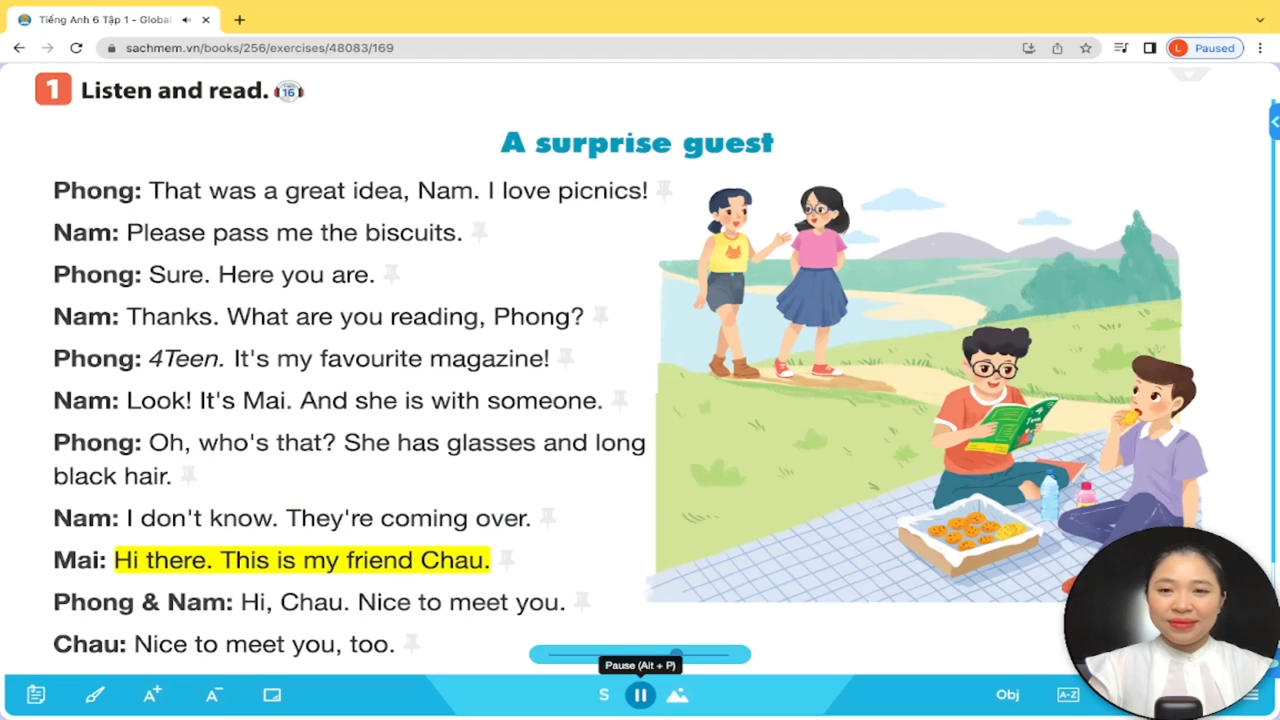 Tiếng Anh 6 Tập 1 - Global
sachmem.vn/books/256/exercises/48083/169
L Paused
1 Listen and read. 16
A surprise guest
Phong: That was a great idea, Nam. I love picnics!
Nam: Please pass me the biscuits.
Phong: Sure. Here you are.
Nam: Thanks. What are you reading, Phong?
Phong: 4Teen. It's my favourite magazine!
Nam: Look! It's Mai. And she is with someone.
Phong: Oh, who's that? She has glasses and long
black hair.
Nam: I don't know. They're coming over.
Mai: Hi there. This is my friend Chau.
Phong & Nam: Hi, Chau. Nice to meet you.
Chau: Nice to meet you, too.
Pause (Alt + P)
A+ A- S Obj A-Z